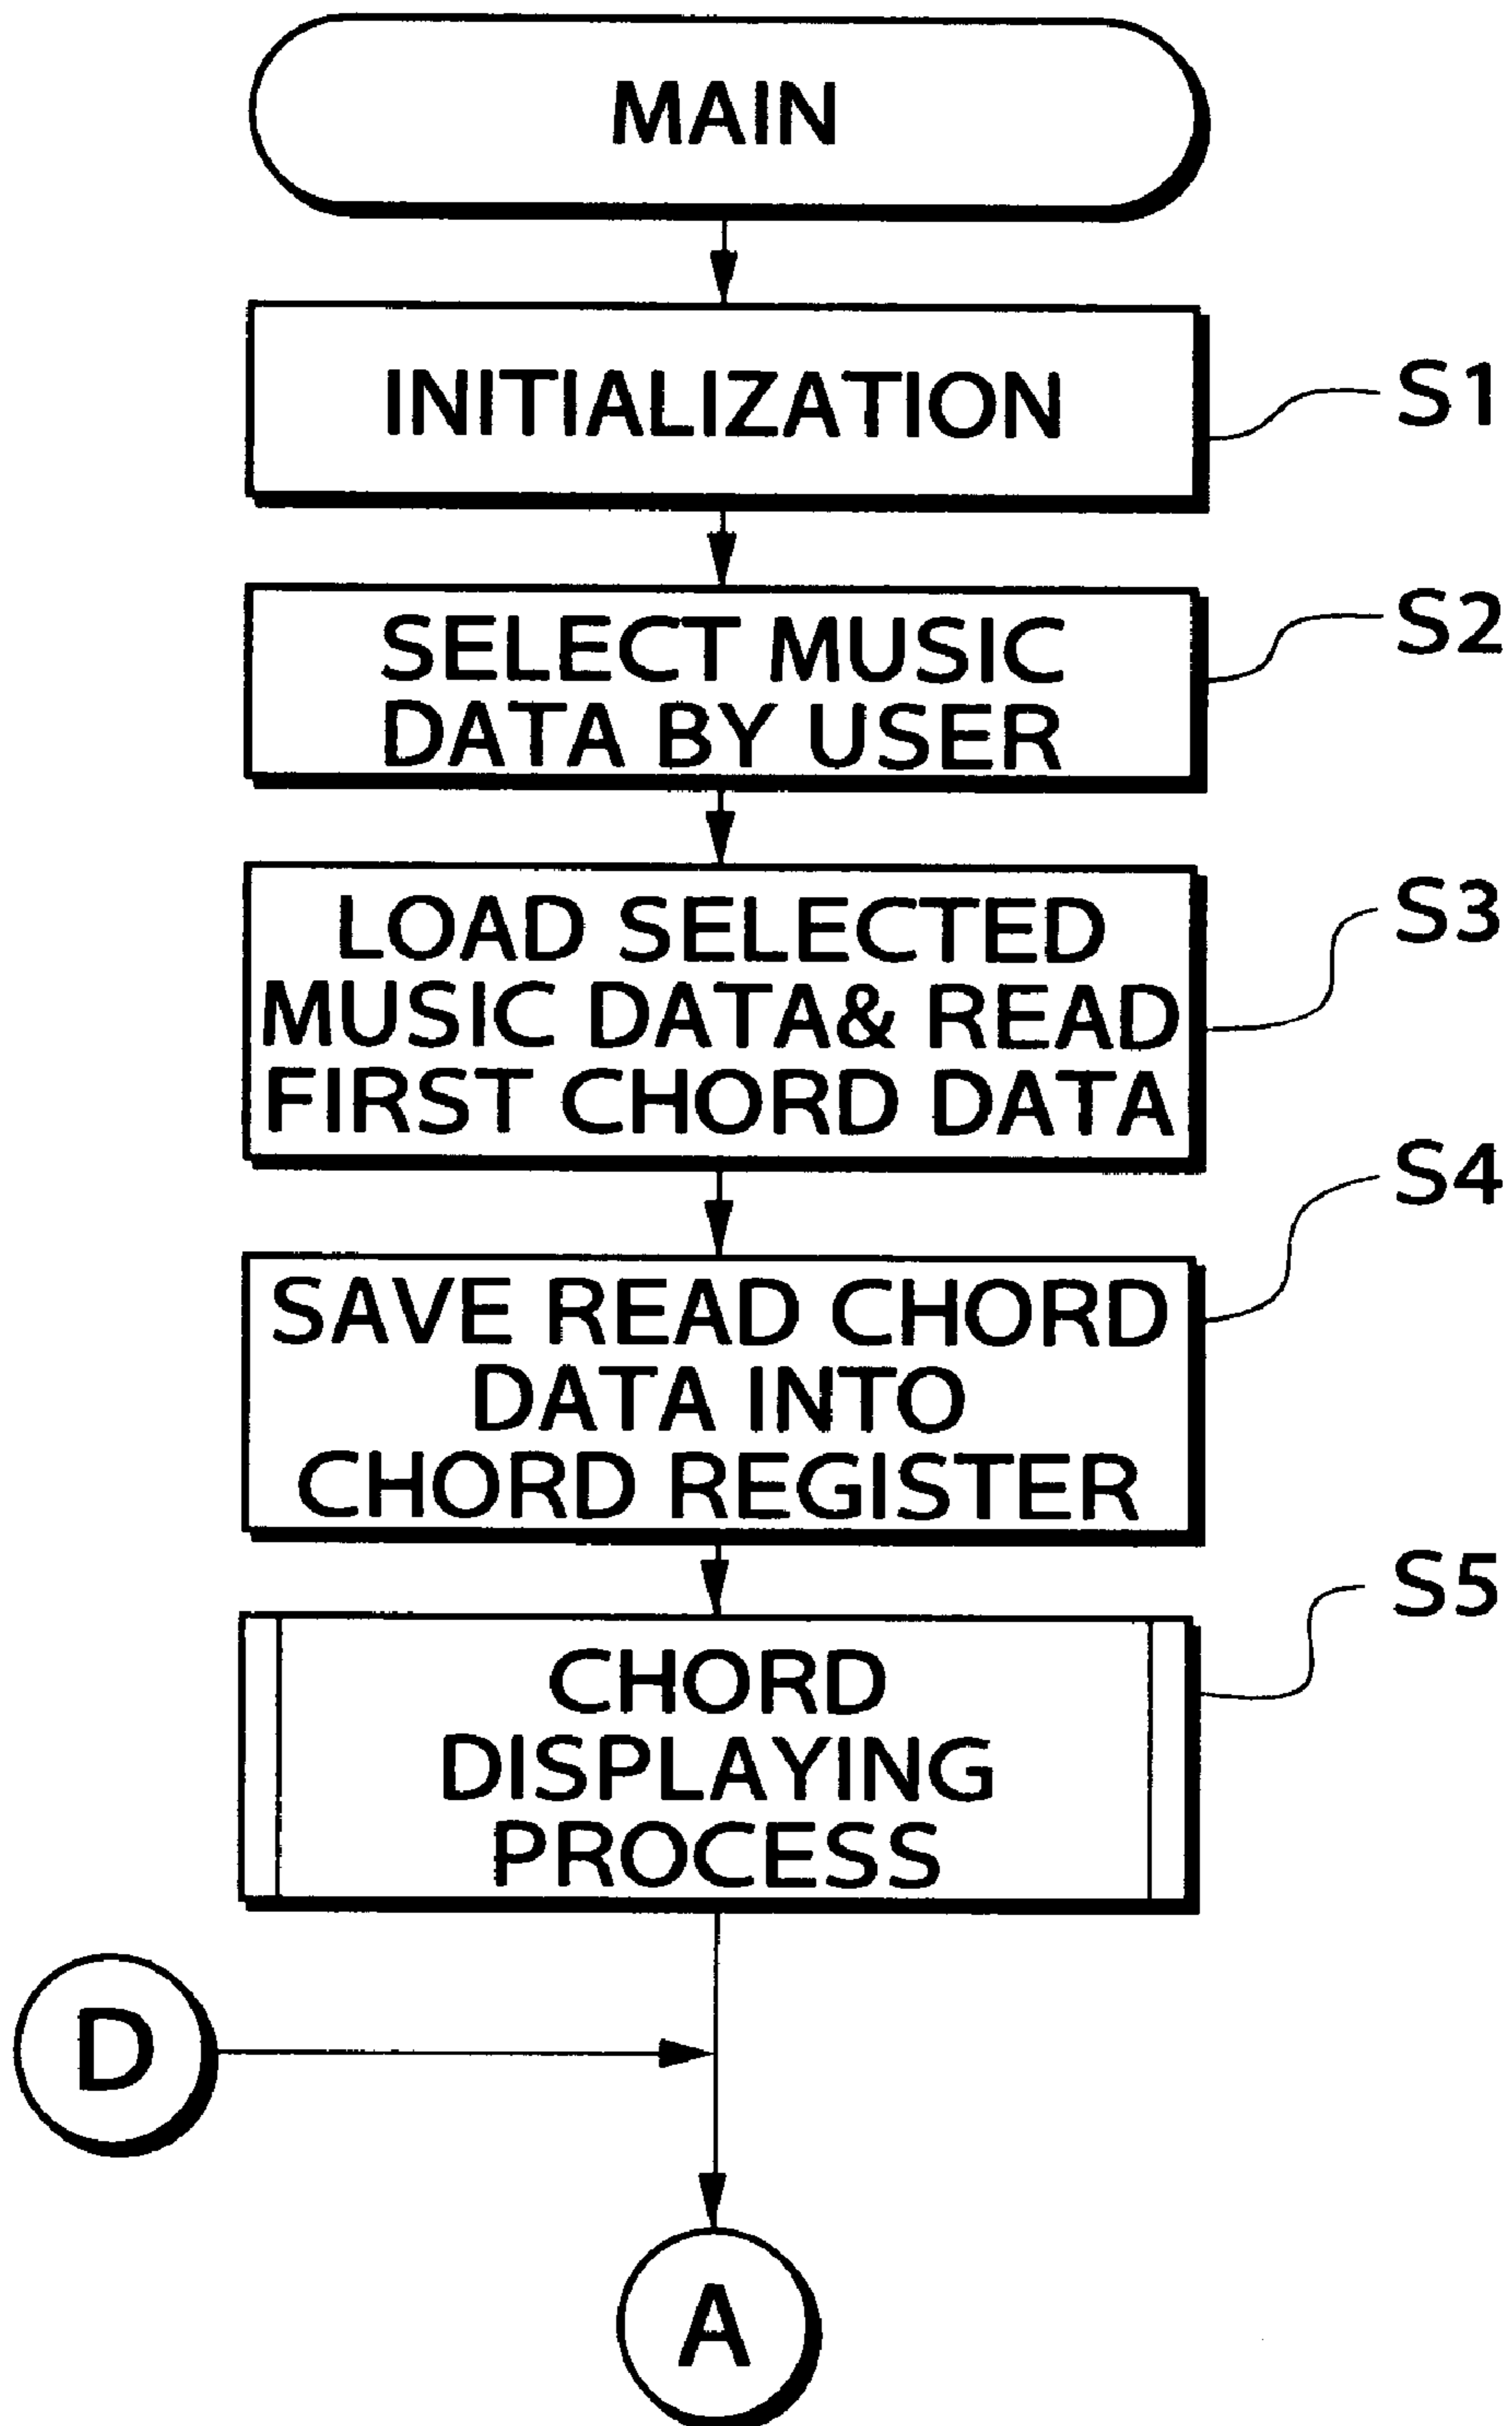 MAIN
INITIALIZATION
S1
SELECT MUSIC
DATA BY USER
S2
LOAD SELECTED
MUSIC DATA& READ
FIRST CHORD DATA
S3
SAVE READ CHORD
DATA INTO
CHORD REGISTER
S4
CHORD
DISPLAYING
PROCESS
S5
D
A